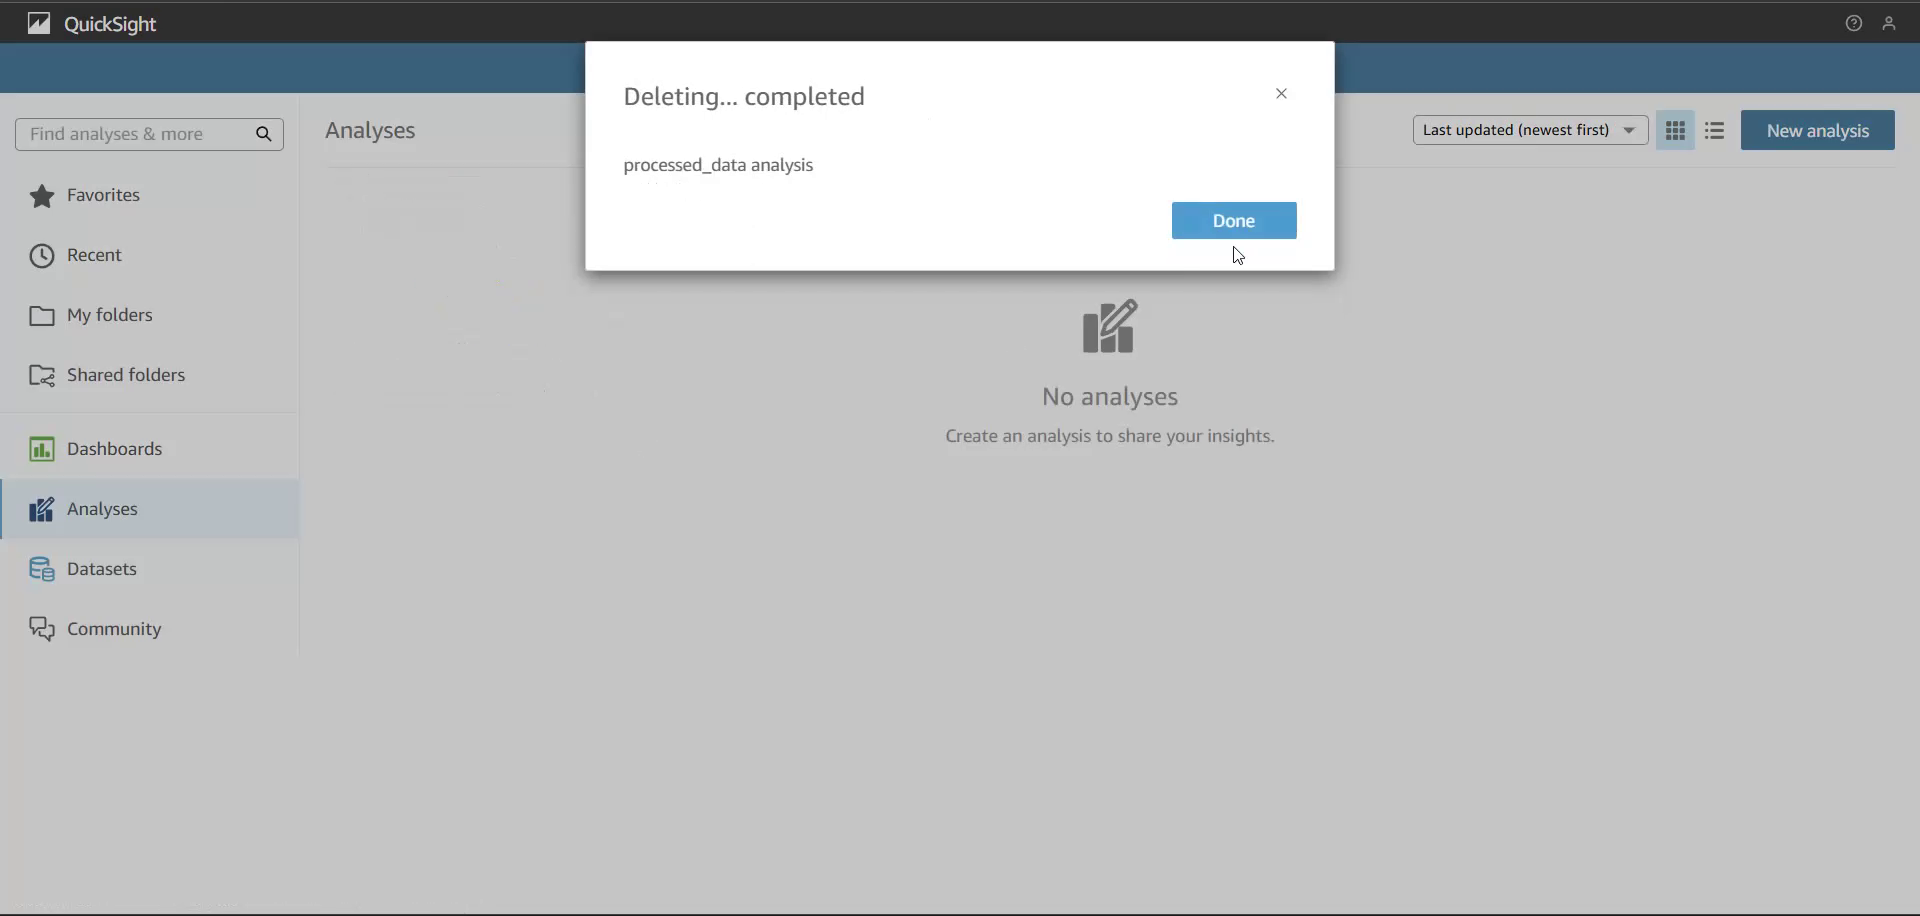 QuickSight
Deleting... completed
processed_data analysis
Done
Find analyses & more
Favorites
Recent
My folders
Shared folders
Dashboards
Analyses
Datasets
Community
Analyses
Last updated (newest first)
New analysis
No analyses
Create an analysis to share your insights.